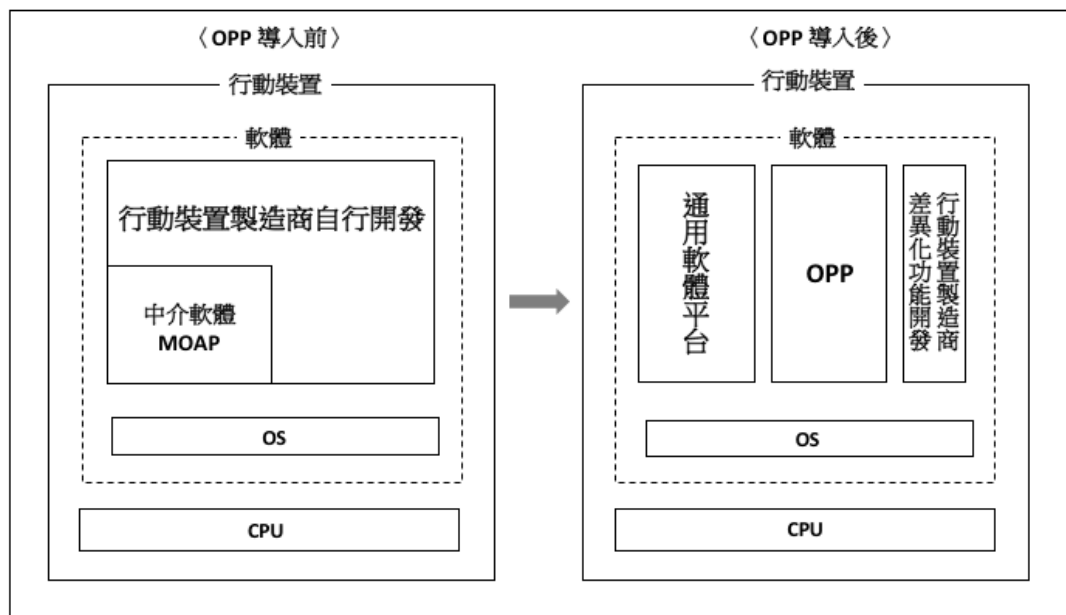 〈OPP 導入前〉
行動裝置
軟體
行動裝置製造商自行開發
中介軟體
MOAP
OS
CPU
〈OPP 導入後〉
行動裝置
軟體
通用軟體平台
OPP
行動裝置製造商
差異化功能開發
OS
CPU